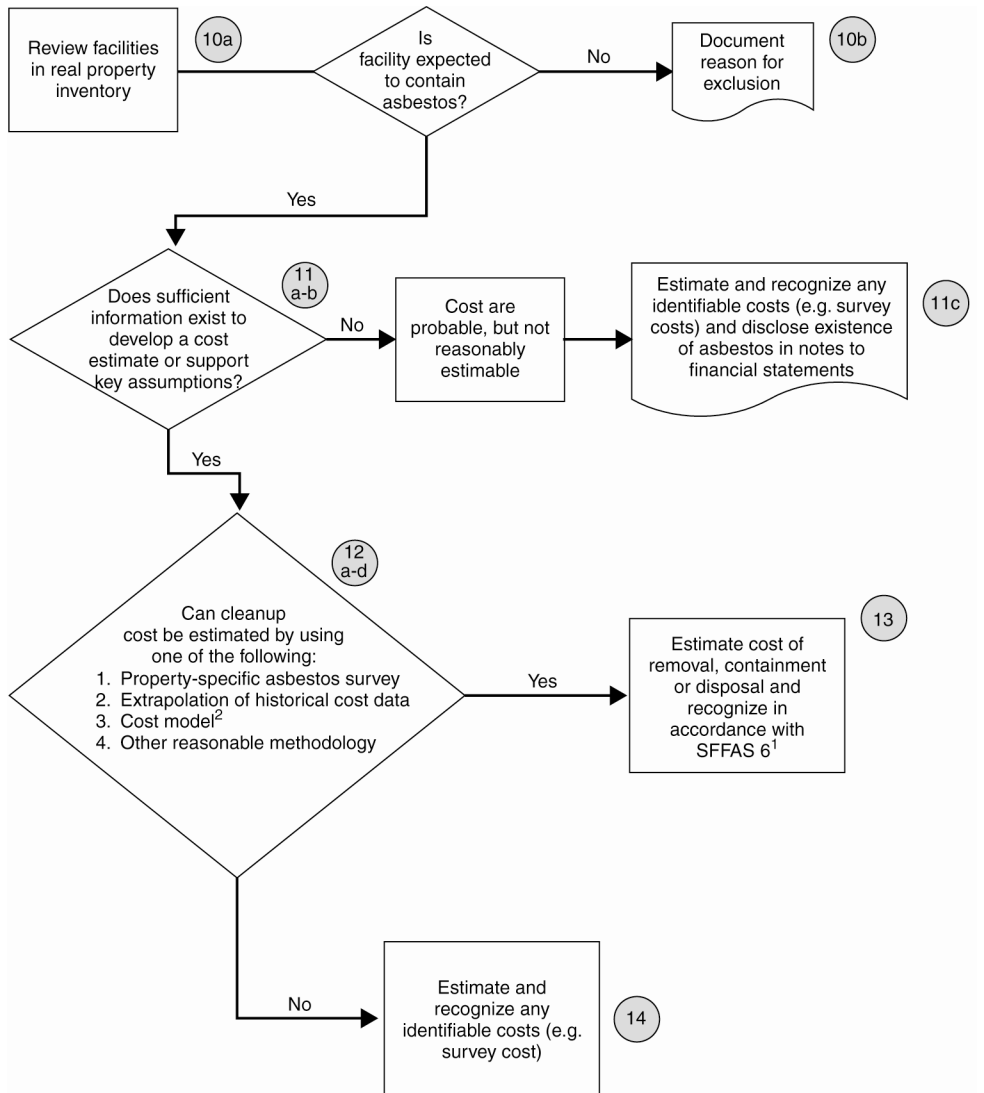 Review facilities
in real property
inventory
10a
Is
facility expected
to contain
asbestos?
No
Document
reason for
exclusion
10b
Yes
Does sufficient
information exist to
develop a cost
estimate or support
key assumptions?
11
a-b
No
Cost are
probable, but not
reasonably
estimable
Estimate and recognize any
identifiable costs (e.g. survey
costs) and disclose existence
of asbestos in notes to
financial statements
11c
Yes
12
a-d
Can cleanup
cost be estimated by using
one of the following:
1. Property-specific asbestos survey
2. Extrapolation of historical cost data
3. Cost model²
4. Other reasonable methodology
Yes
13
Estimate cost of
removal, containment
or disposal and
recognize in
accordance with
SFFAS 6¹
No
Estimate and
recognize any
identifiable costs (e.g.
survey cost)
14